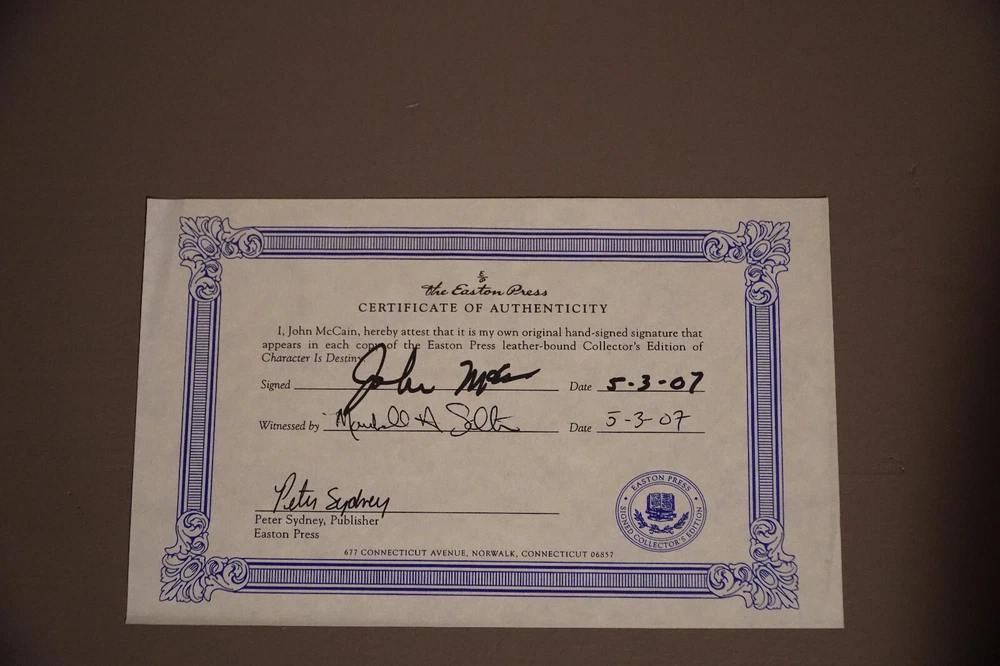 E/P
the Easton Press
CERTIFICATE OF AUTHENTICITY
I, John McCain, hereby attest that it is my own original hand-signed signature that
appears in each copy of the Easton Press leather-bound Collector's Edition of
Character Is Destiny
Signed John McCain Date 5-3-07
Witnessed by Date 5-3-07
Peter Sydney
Peter Sydney, Publisher
Easton Press
EASTON PRESS
SIGNED COLLECTOR'S EDITION
677 CONNECTICUT AVENUE, NORWALK, CONNECTICUT 06857